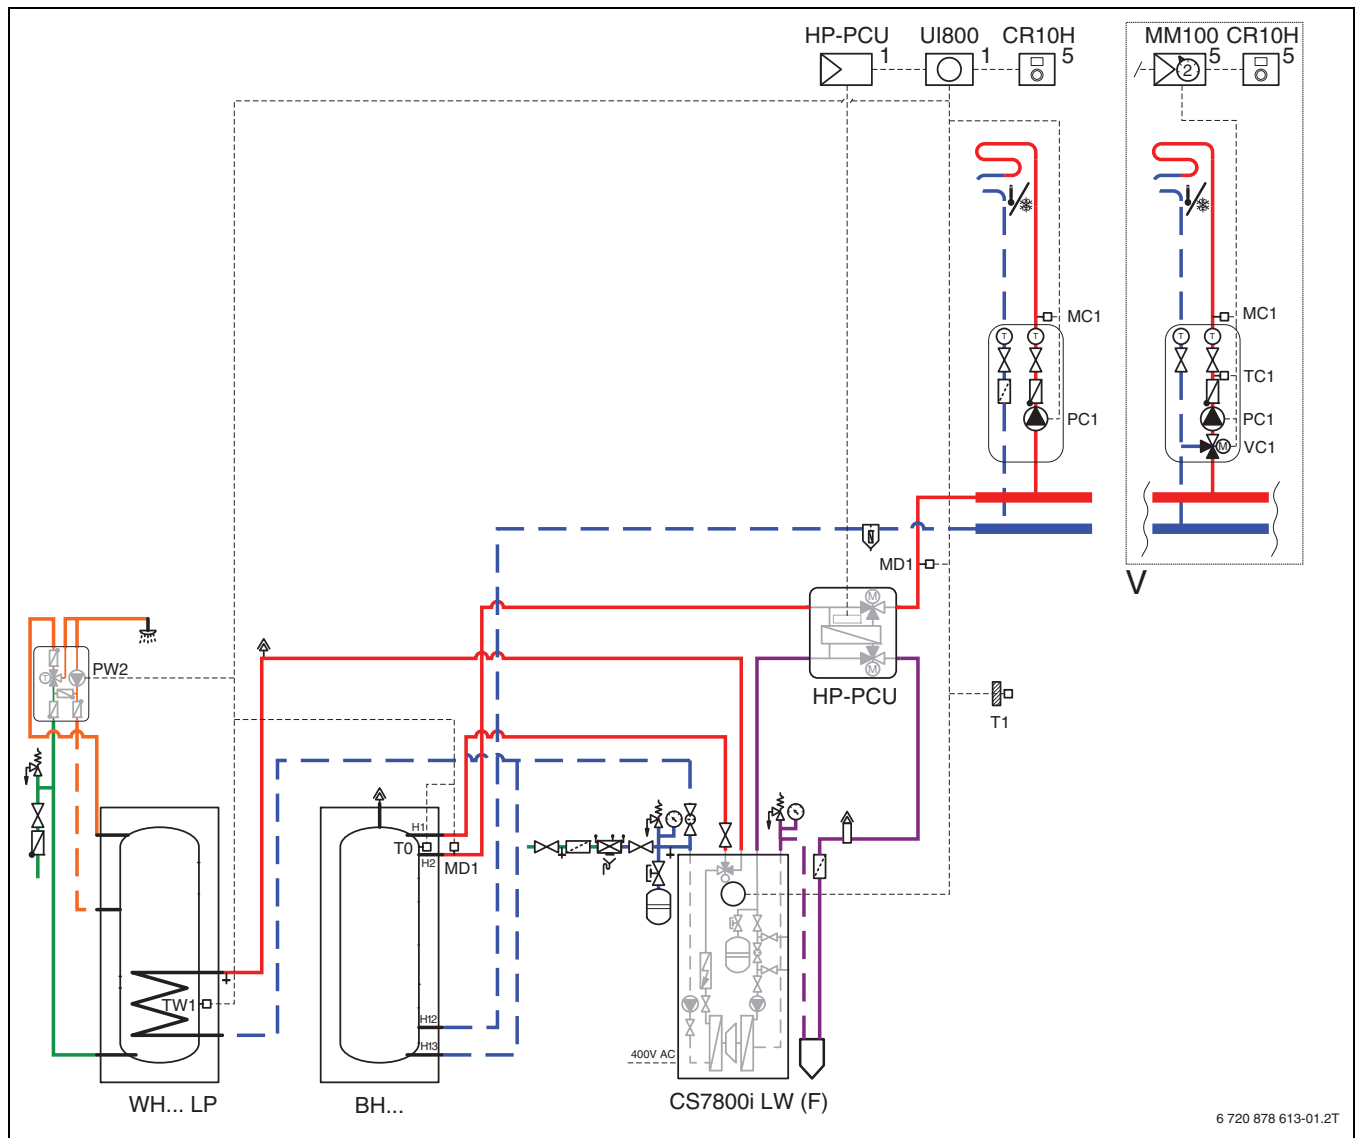 HP-PCU UI800 CR10H MM100 CR10H
1 1 5 5 5
2
MC1 MC1
T T T T
TC1
PC1 PC1
M VC1
MD1
V
M
M
HP-PCU
T1
PW2
T
H1
T0
H2 MD1
TW1
H12
H13
400V AC
WH... LP BH... CS7800i LW (F)
6 720 878 613-01.2T